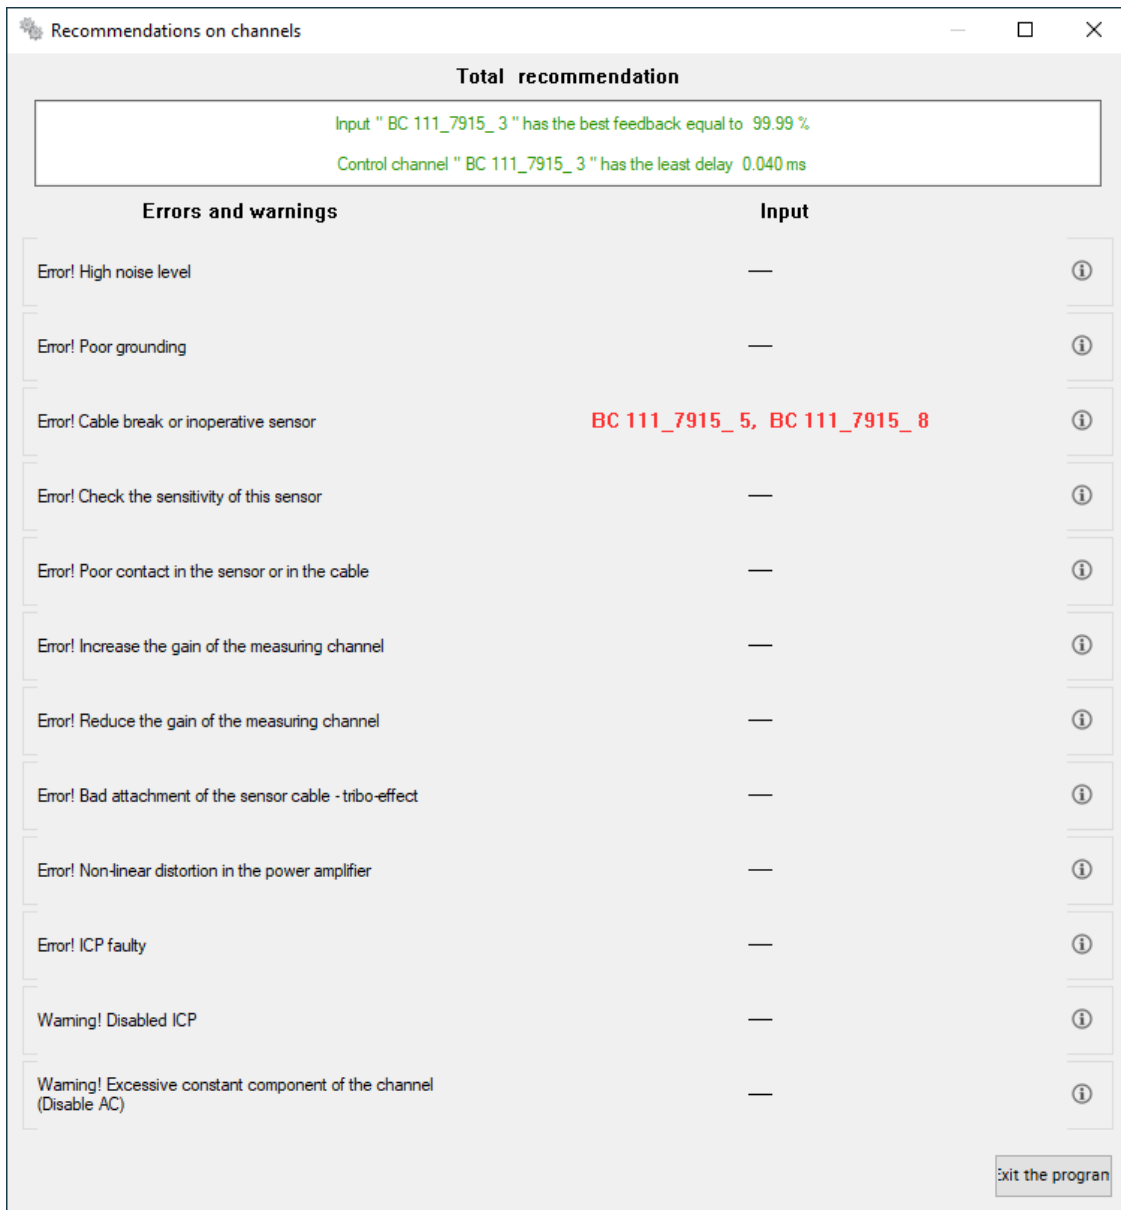 Recommendations on channels
Total recommendation
Input " BC 111_7915_ 3 " has the best feedback equal to 99.99 %
Control channel " BC 111_7915_ 3 " has the least delay 0.040 ms
Errors and warnings Input
Error! High noise level —
Error! Poor grounding —
Error! Cable break or inoperative sensor BC 111_7915_ 5, BC 111_7915_ 8
Error! Check the sensitivity of this sensor —
Error! Poor contact in the sensor or in the cable —
Error! Increase the gain of the measuring channel —
Error! Reduce the gain of the measuring channel —
Error! Bad attachment of the sensor cable - tribo-effect —
Error! Non-linear distortion in the power amplifier —
Error! ICP faulty —
Warning! Disabled ICP —
Warning! Excessive constant component of the channel
(Disable AC) —
Exit the program